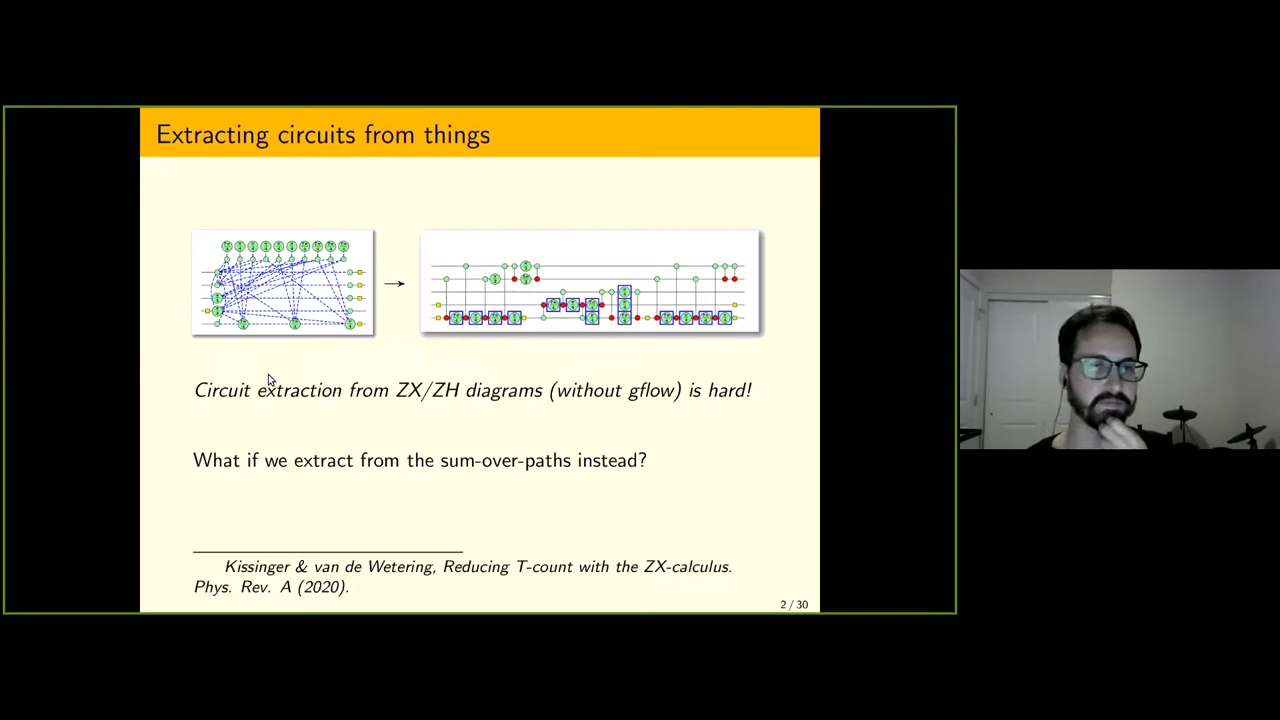 Extracting circuits from things
Circuit extraction from ZX/ZH diagrams (without gflow) is hard!
What if we extract from the sum-over-paths instead?
Kissinger & van de Wetering, Reducing T-count with the ZX-calculus.
Phys. Rev. A (2020).
2 / 30